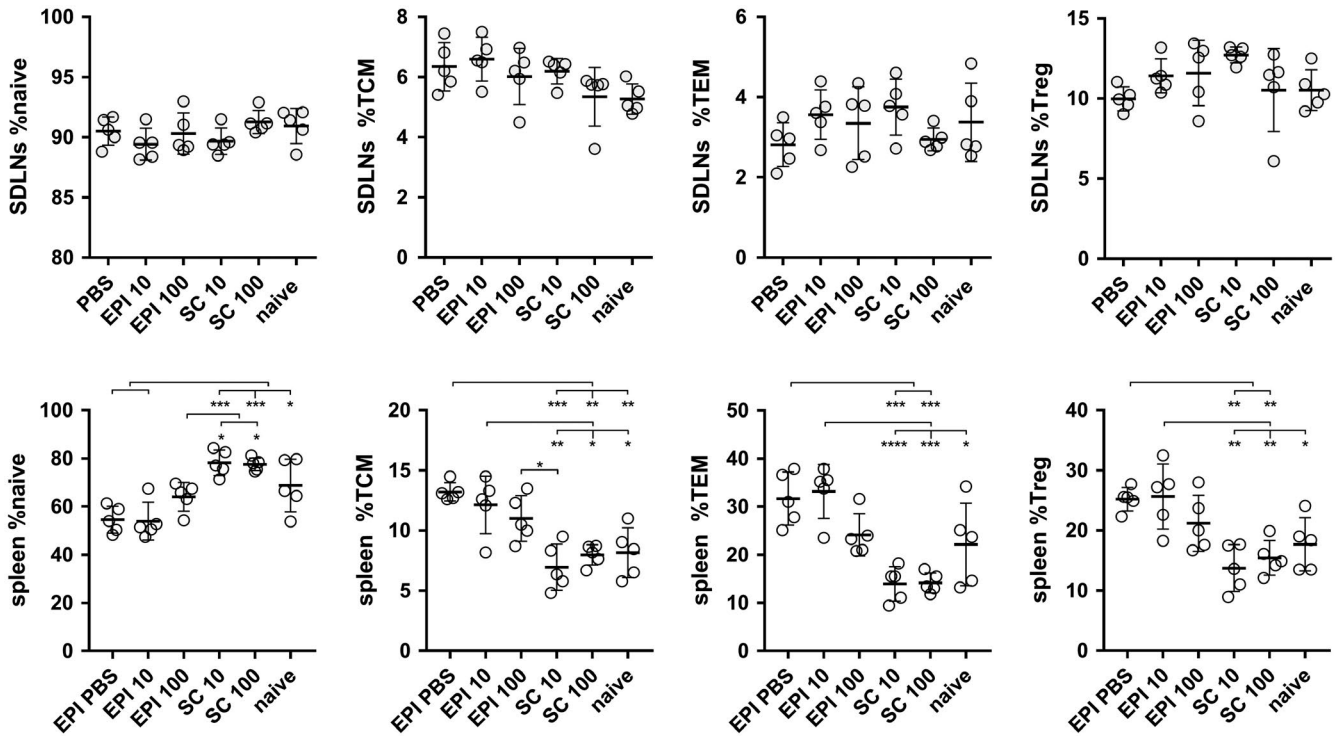 SDLNs %naive
100
95
90
85
80
PBS
EPI 10
EPI 100
SC 10
SC 100
naive
SDLNs %TCM
8
6
4
2
0
PBS
EPI 10
EPI 100
SC 10
SC 100
naive
SDLNs %TEM
6
4
2
0
PBS
EPI 10
EPI 100
SC 10
SC 100
naive
SDLNs %Treg
15
10
5
0
PBS
EPI 10
EPI 100
SC 10
SC 100
naive
spleen %naive
*** *** *
* *
100
80
60
40
20
0
EPI PBS
EPI 10
EPI 100
SC 10
SC 100
naive
spleen %TCM
*** ** **
** * *
*
20
15
10
5
0
EPI PBS
EPI 10
EPI 100
SC 10
SC 100
naive
spleen %TEM
*** ***
**** *** *
50
40
30
20
10
0
EPI PBS
EPI 10
EPI 100
SC 10
SC 100
naive
spleen %Treg
** **
** ** *
40
30
20
10
0
EPI PBS
EPI 10
EPI 100
SC 10
SC 100
naive